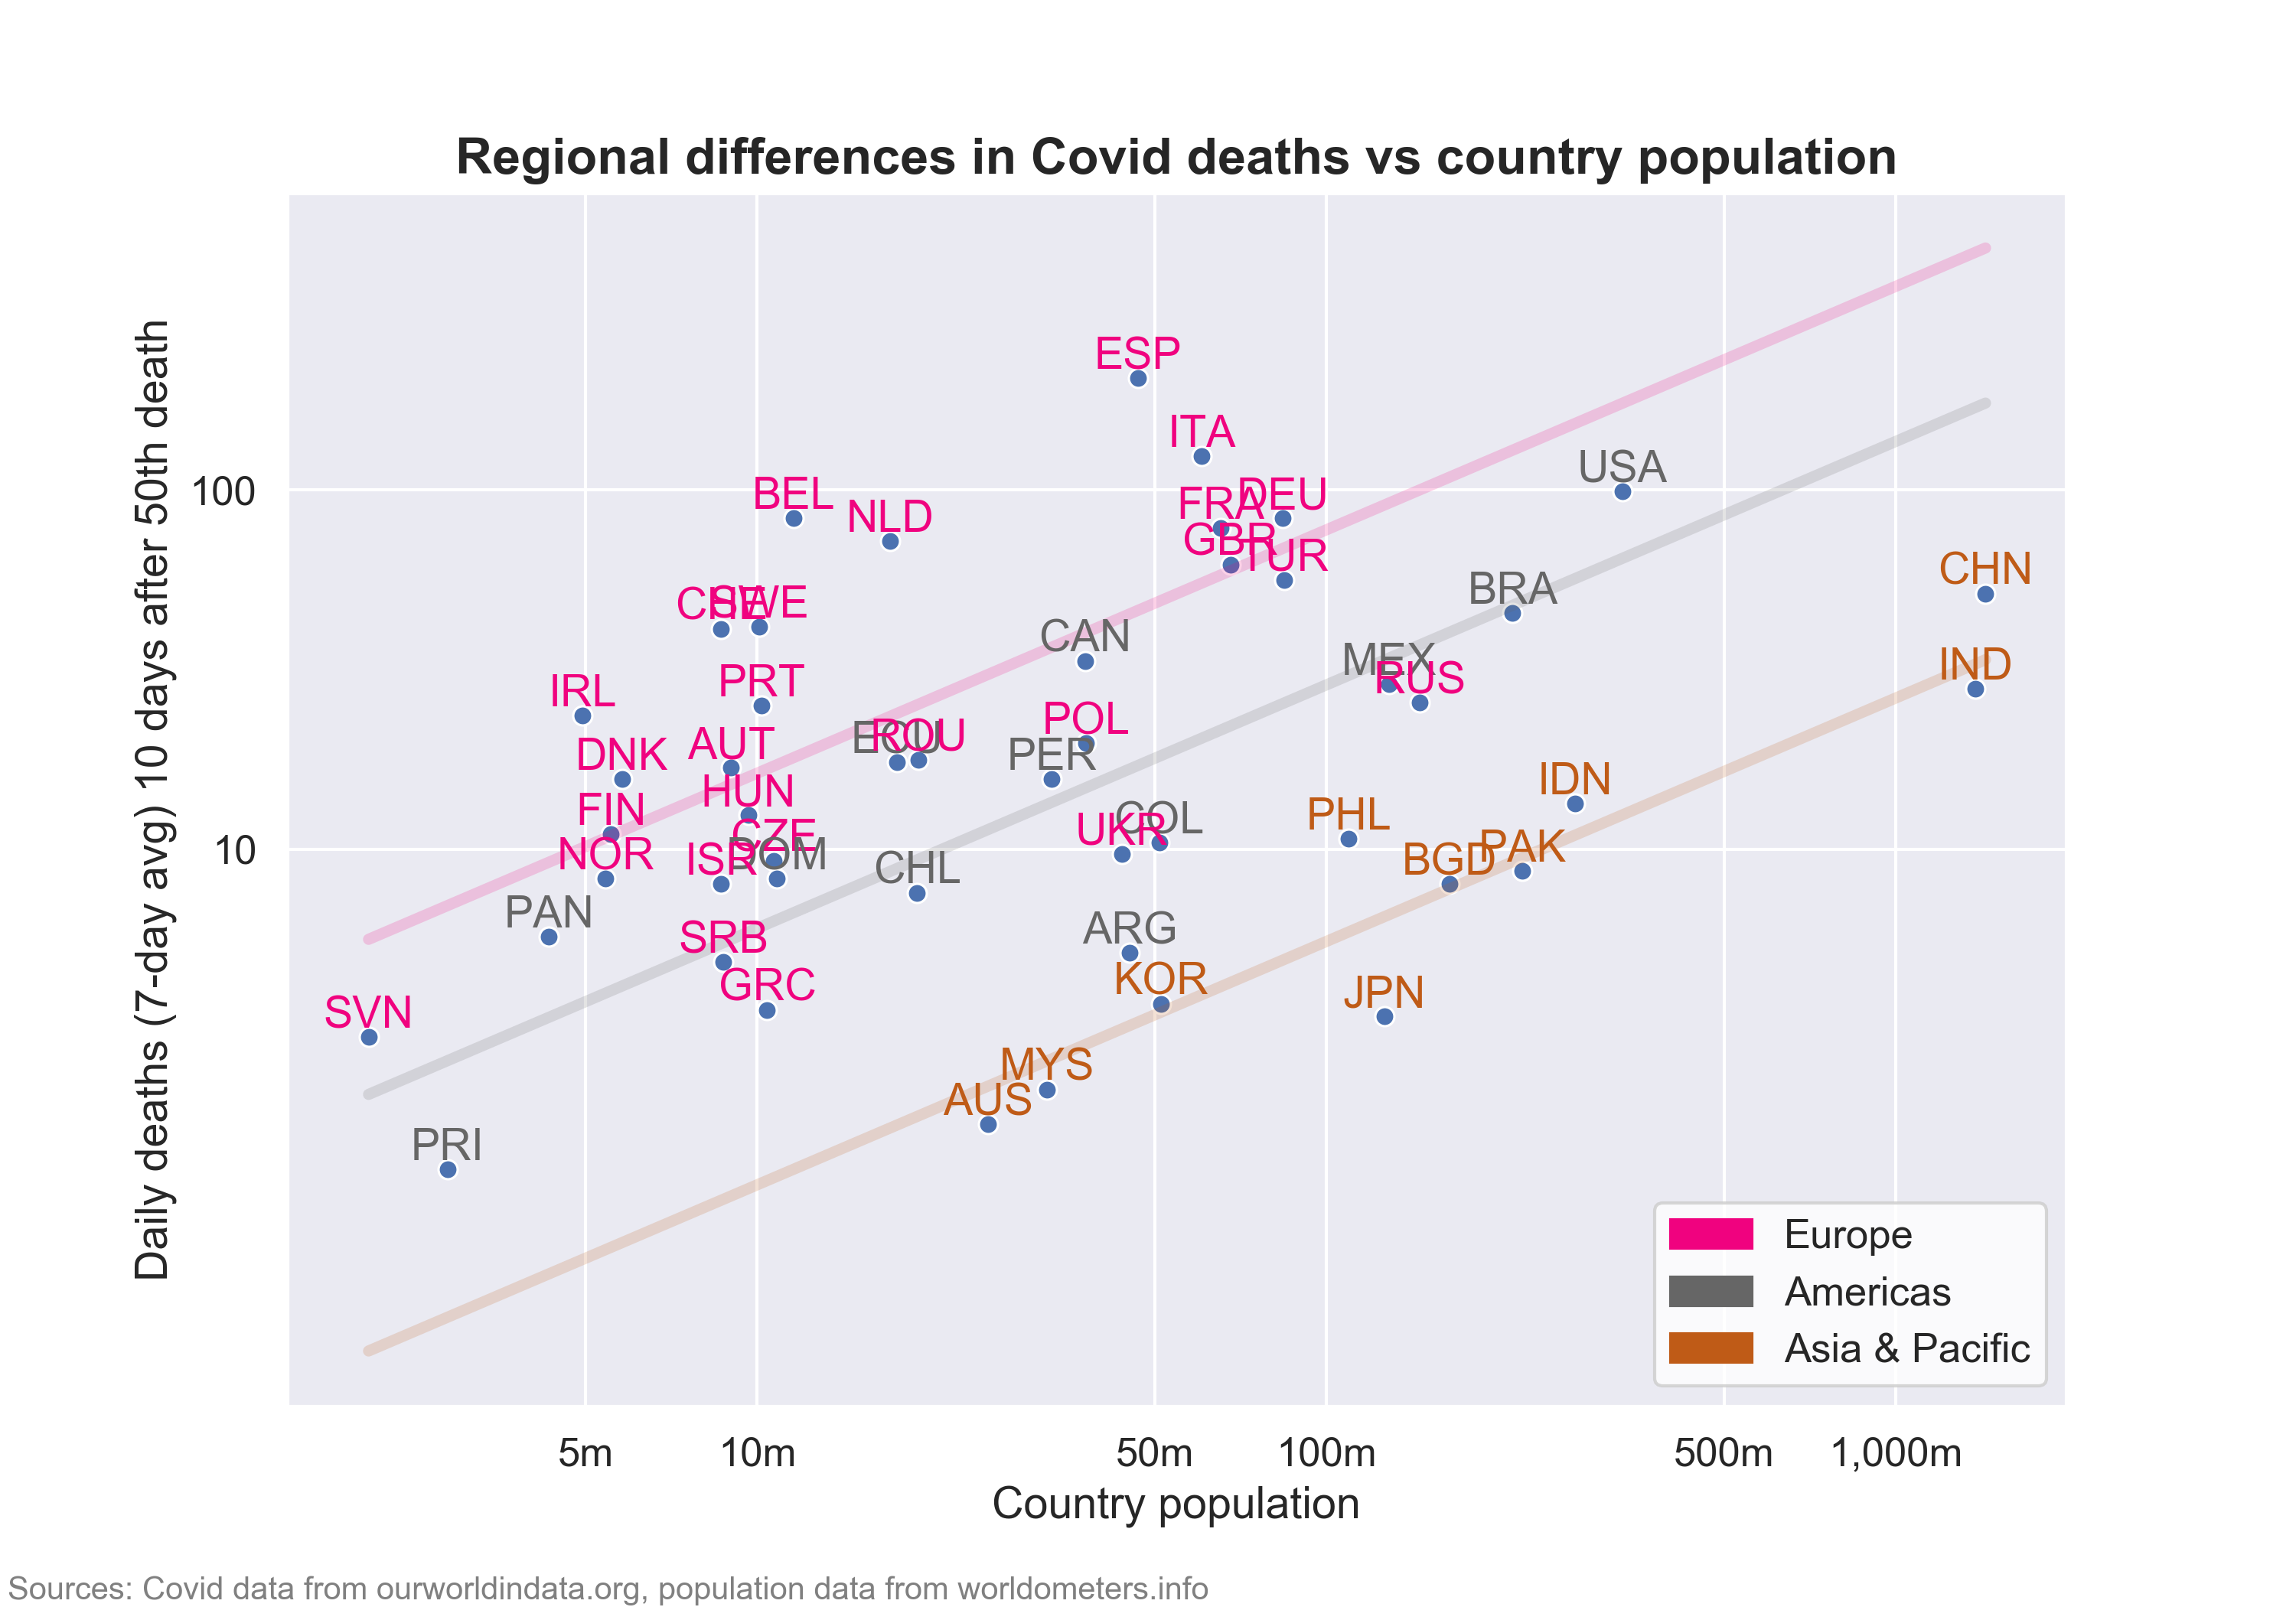 Regional differences in Covid deaths vs country population
Daily deaths (7-day avg) 10 days after 50th death
100
10
ESP
ITA
USA
BEL
DEU
FRA
NLD
GBR
TUR
CHN
BRA
CHE
SWE
CAN
MEX
IND
RUS
PRT
IRL
POL
ECU
ROU
AUT
DNK
PER
IDN
HUN
FIN
PHL
COL
UKR
CZE
PAK
NOR
ISR
DOM
BGD
CHL
PAN
ARG
SRB
KOR
GRC
JPN
SVN
MYS
AUS
PRI
Europe
Americas
Asia & Pacific
5m
10m
50m
100m
500m
1,000m
Country population
Sources: Covid data from ourworldindata.org, population data from worldometers.info